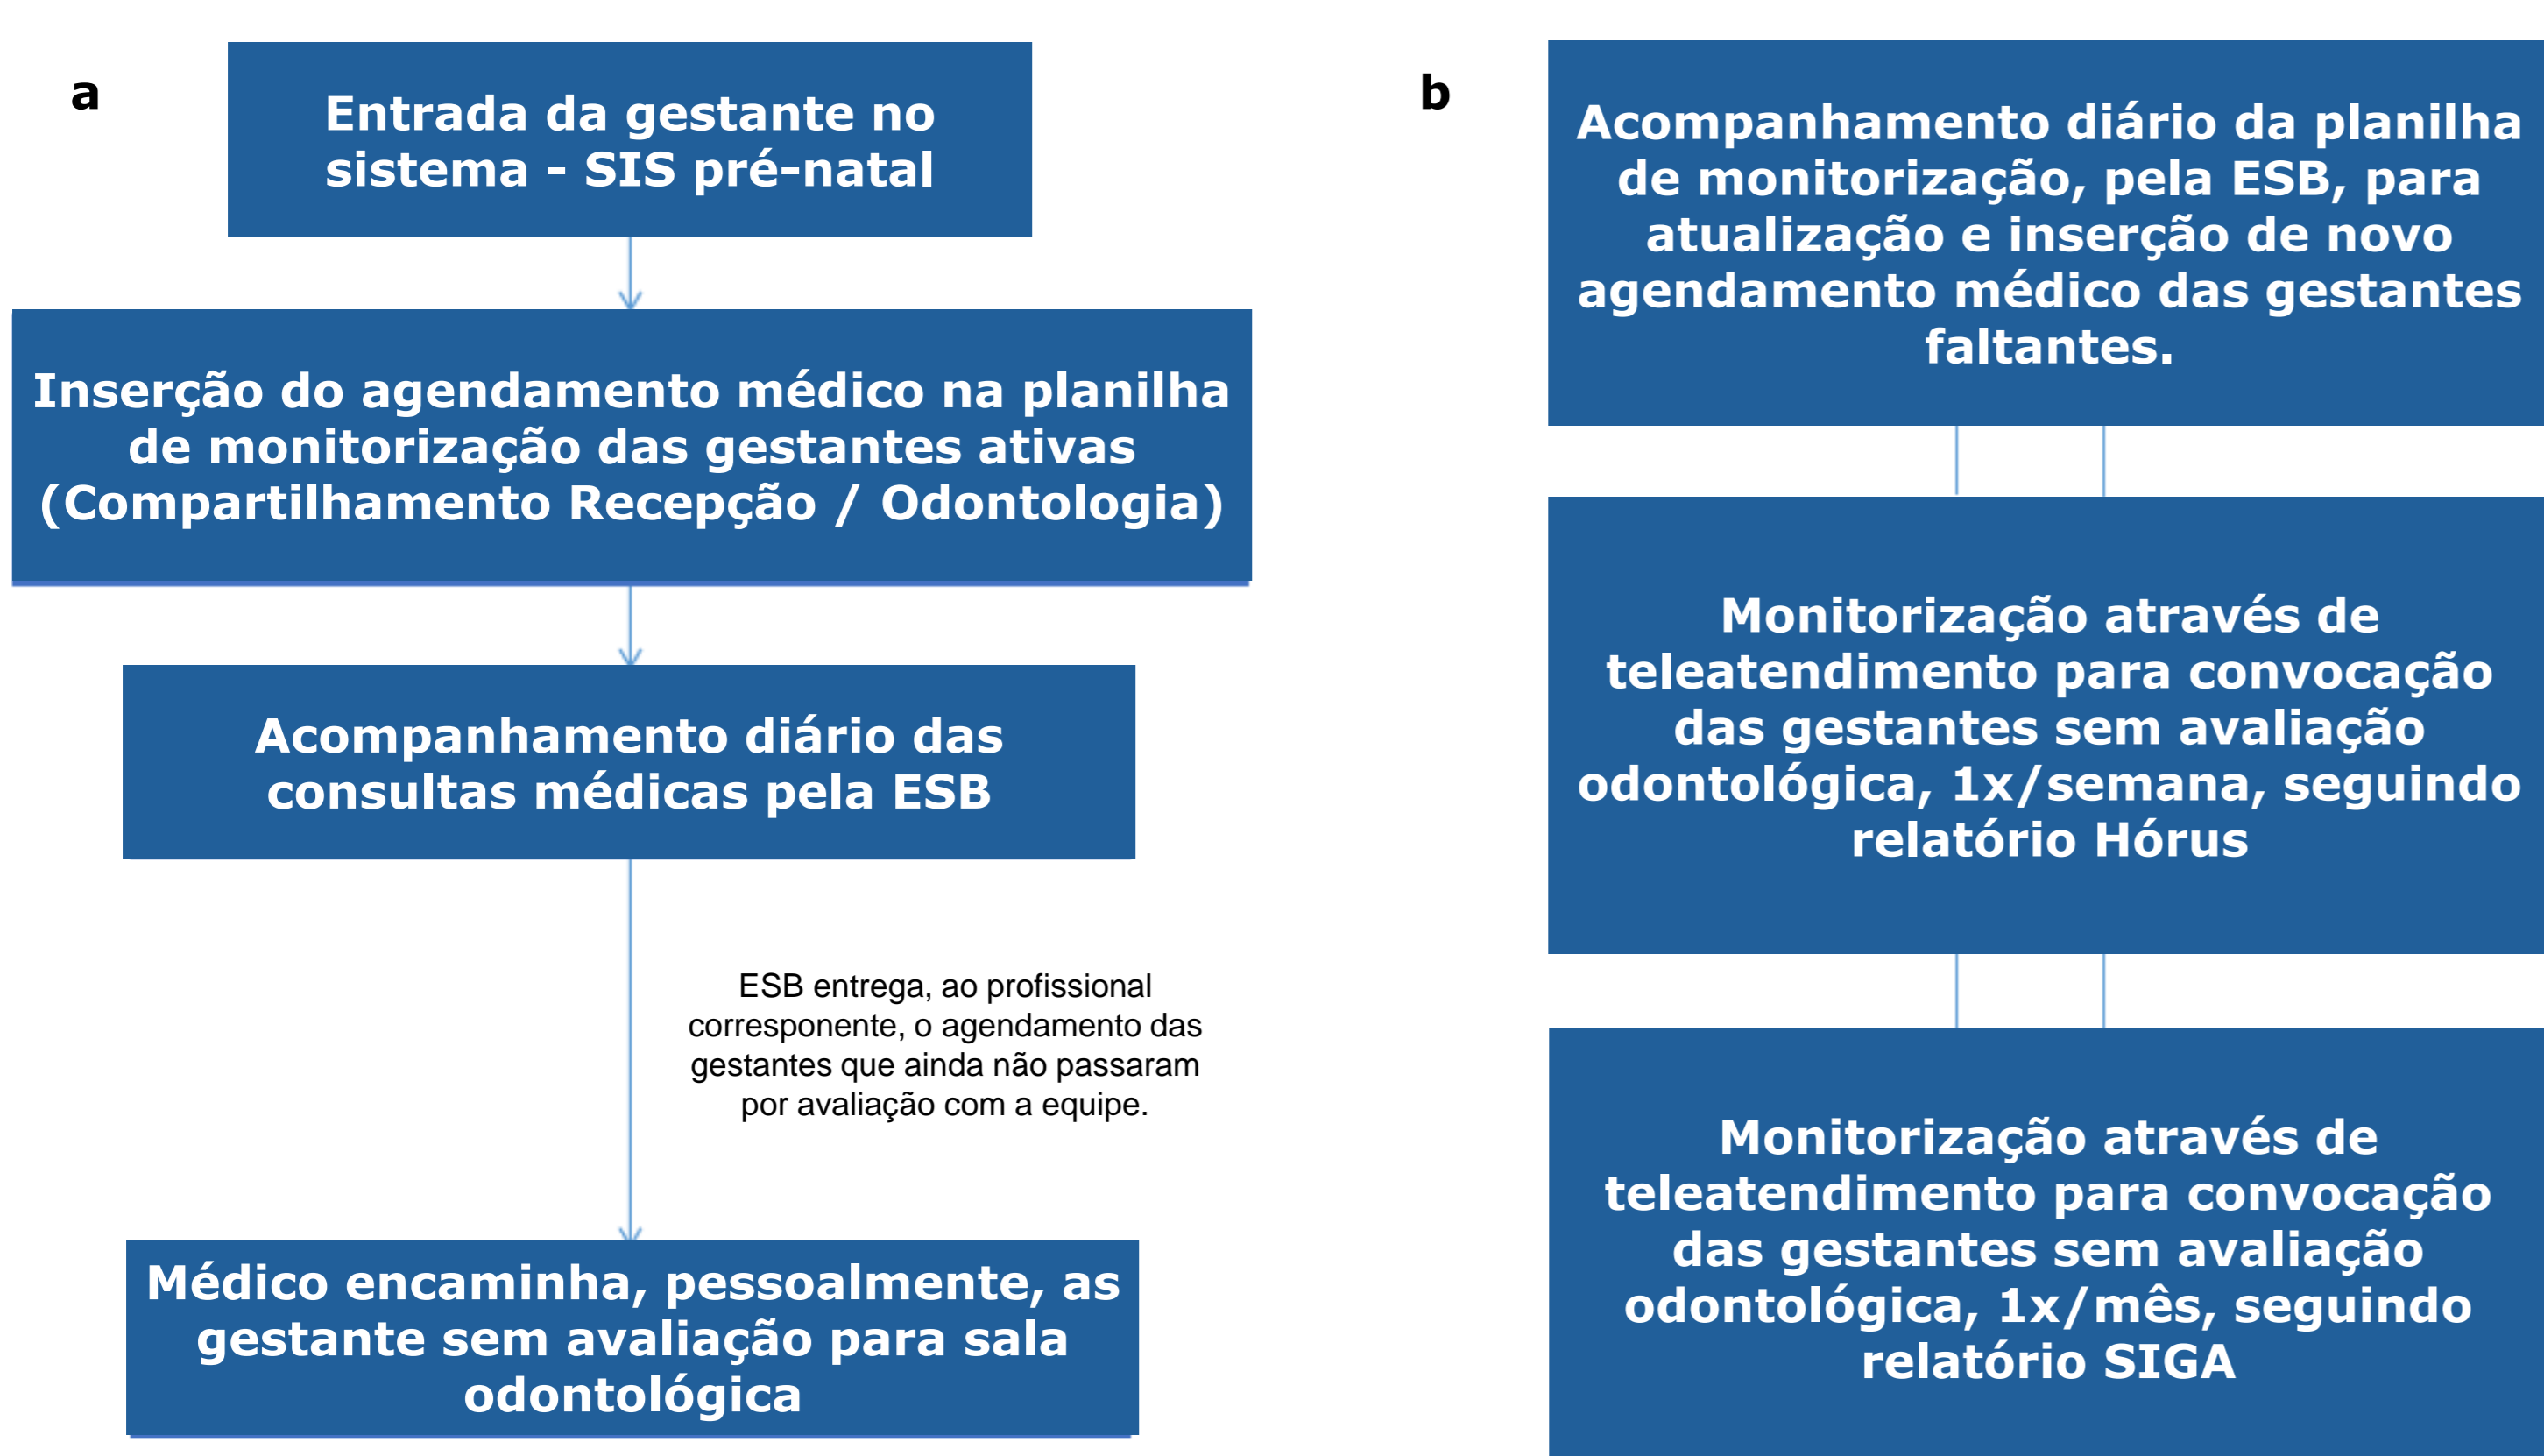 a
Entrada da gestante no
sistema - SIS pré-natal
Inserção do agendamento médico na planilha
de monitorização das gestantes ativas
(Compartilhamento Recepção / Odontologia)
Acompanhamento diário das
consultas médicas pela ESB
ESB entrega, ao profissional
corresponente, o agendamento das
gestantes que ainda não passaram
por avaliação com a equipe.
Médico encaminha, pessoalmente, as
gestante sem avaliação para sala
odontológica
b
Acompanhamento diário da planilha
de monitorização, pela ESB, para
atualização e inserção de novo
agendamento médico das gestantes
faltantes.
Monitorização através de
teleatendimento para convocação
das gestantes sem avaliação
odontológica, 1x/semana, seguindo
relatório Hórus
Monitorização através de
teleatendimento para convocação
das gestantes sem avaliação
odontológica, 1x/mês, seguindo
relatório SIGA